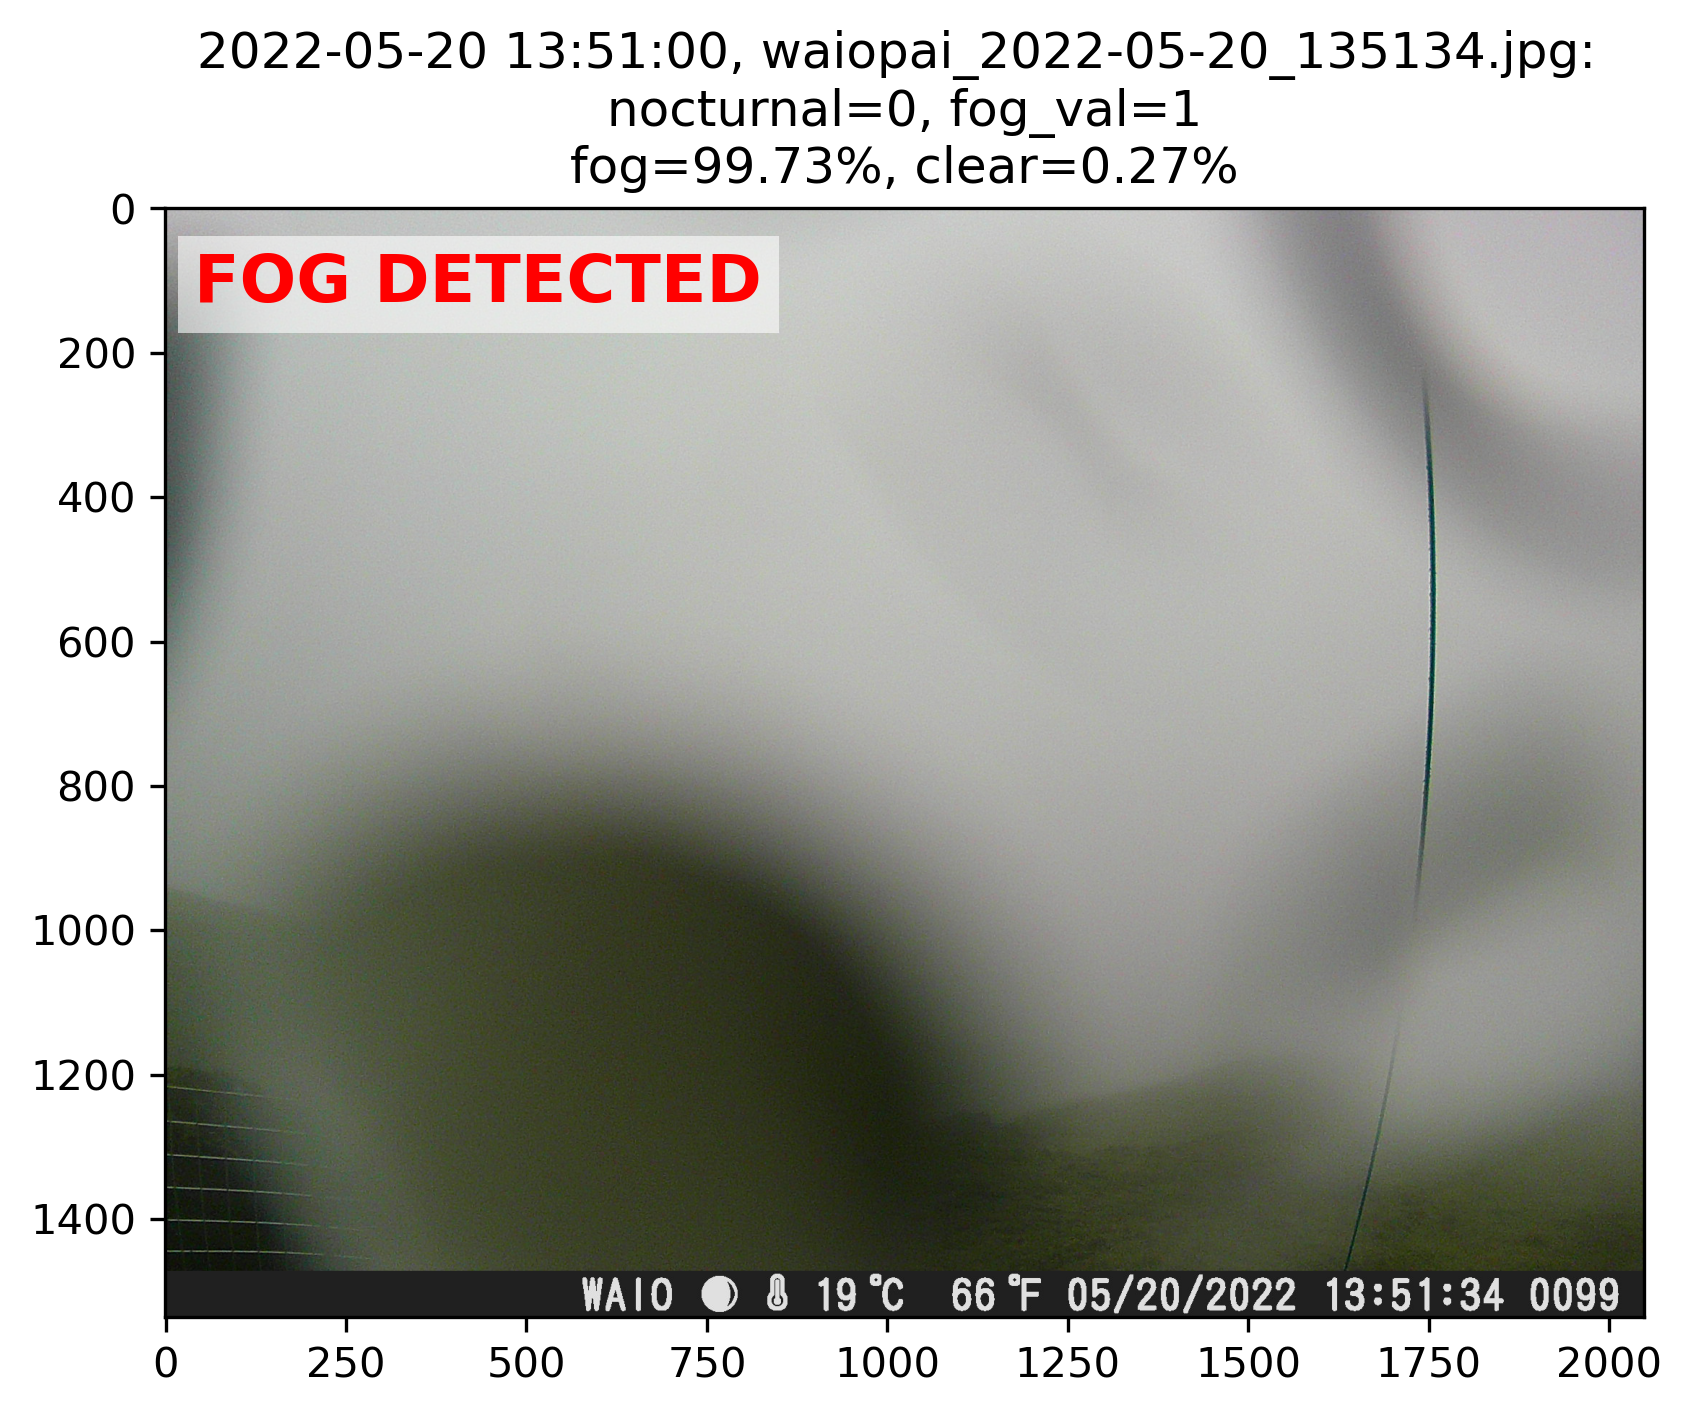 2022-05-20 13:51:00, waiopai_2022-05-20_135134.jpg:
nocturnal=0, fog_val=1
fog=99.73%, clear=0.27%
FOG DETECTED
0
200
400
600
800
1000
1200
1400
WAIO 19°C 66°F 05/20/2022 13:51:34 0099
0 250 500 750 1000 1250 1500 1750 2000